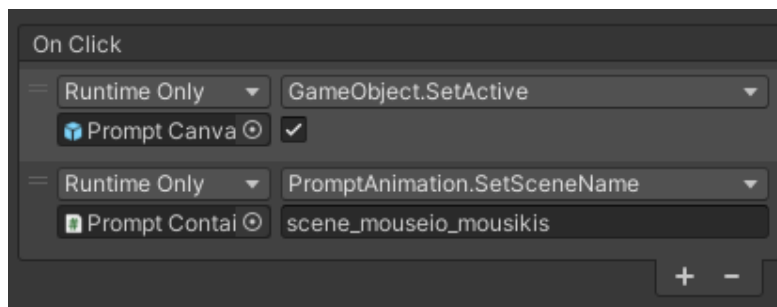 On Click
Runtime Only GameObject.SetActive
Prompt Canva
Runtime Only PromptAnimation.SetSceneName
Prompt Contai scene_mouseio_mousikis